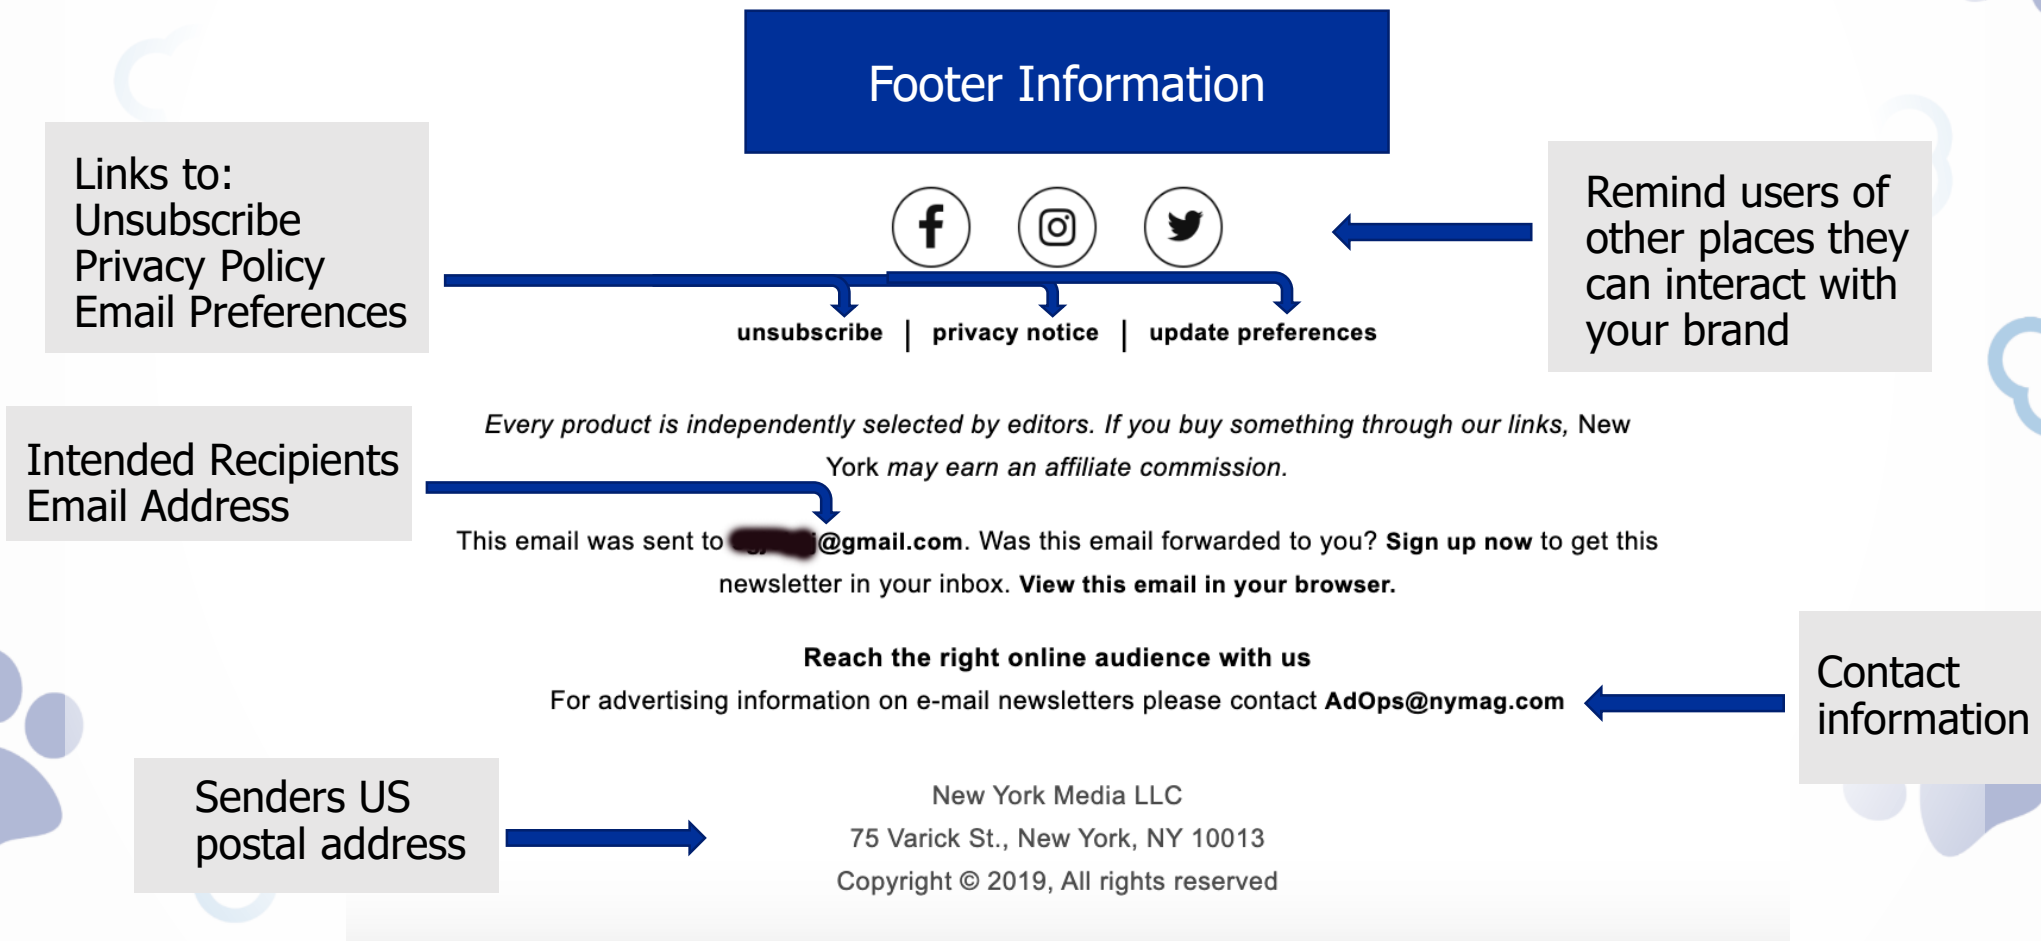 Footer Information
Links to:
Unsubscribe
Privacy Policy
Email Preferences
Remind users of
other places they
can interact with
your brand
unsubscribe | privacy notice | update preferences
Intended Recipients
Email Address
Every product is independently selected by editors. If you buy something through our links, New
York may earn an affiliate commission.
This email was sent to @gmail.com. Was this email forwarded to you? Sign up now to get this
newsletter in your inbox. View this email in your browser.
Reach the right online audience with us
For advertising information on e-mail newsletters please contact AdOps@nymag.com
Contact
information
Senders US
postal address
New York Media LLC
75 Varick St., New York, NY 10013
Copyright © 2019, All rights reserved